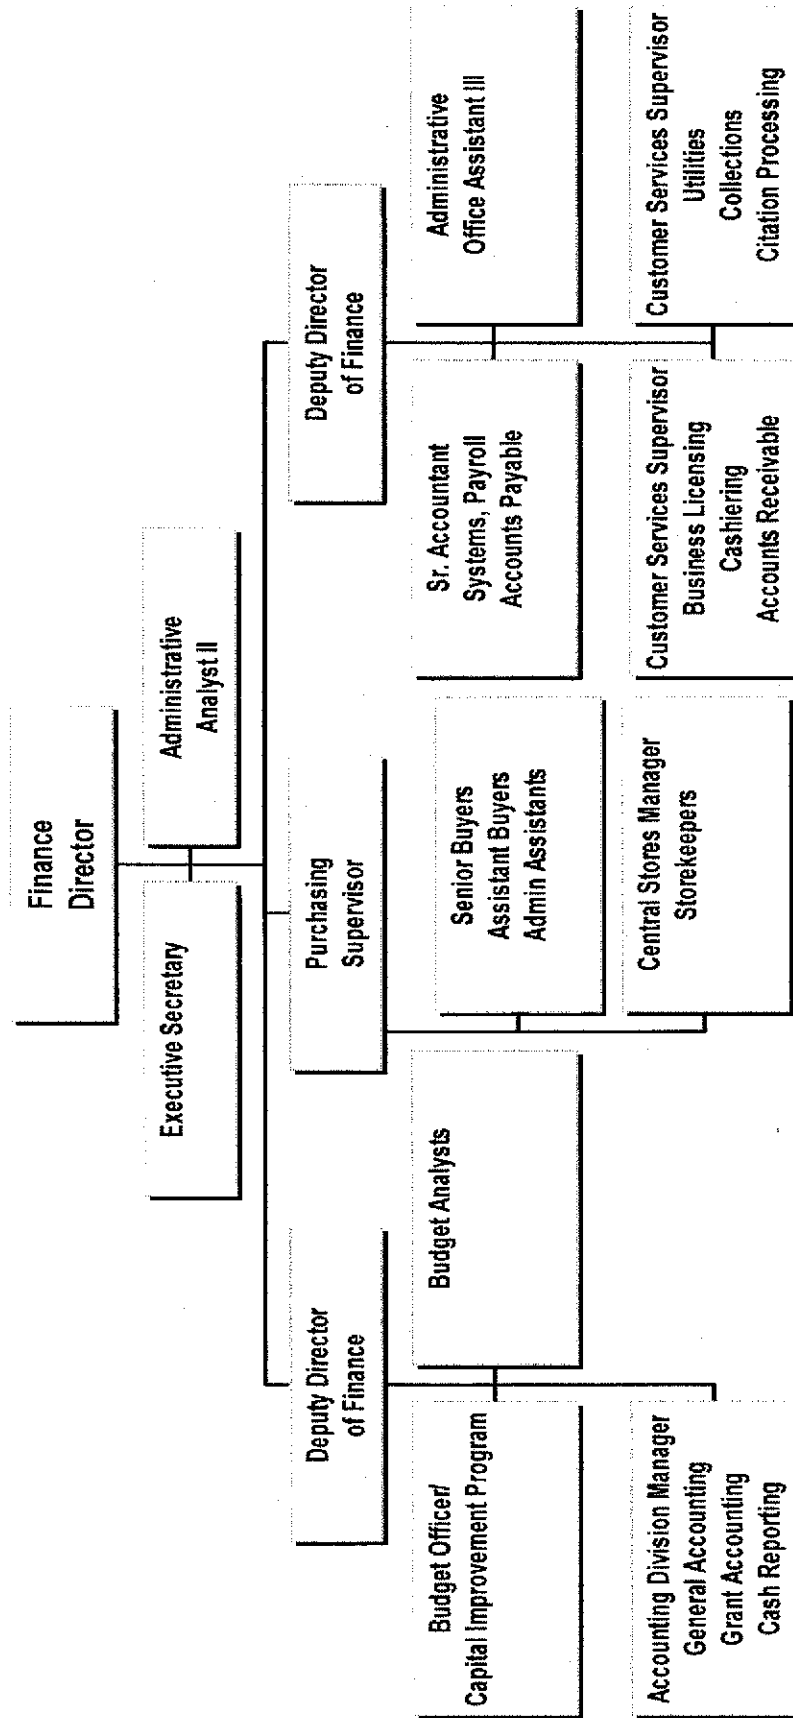 Finance
Director
Executive Secretary
Administrative
Analyst II
Deputy Director
of Finance
Purchasing
Supervisor
Deputy Director
of Finance
Budget Officer/
Capital Improvement Program
Budget Analysts
Senior Buyers
Assistant Buyers
Admin Assistants
Sr. Accountant
Systems, Payroll
Accounts Payable
Administrative
Office Assistant III
Accounting Division Manager
General Accounting
Grant Accounting
Cash Reporting
Central Stores Manager
Storekeepers
Customer Services Supervisor
Business Licensing
Cashiering
Accounts Receivable
Customer Services Supervisor
Utilities
Collections
Citation Processing